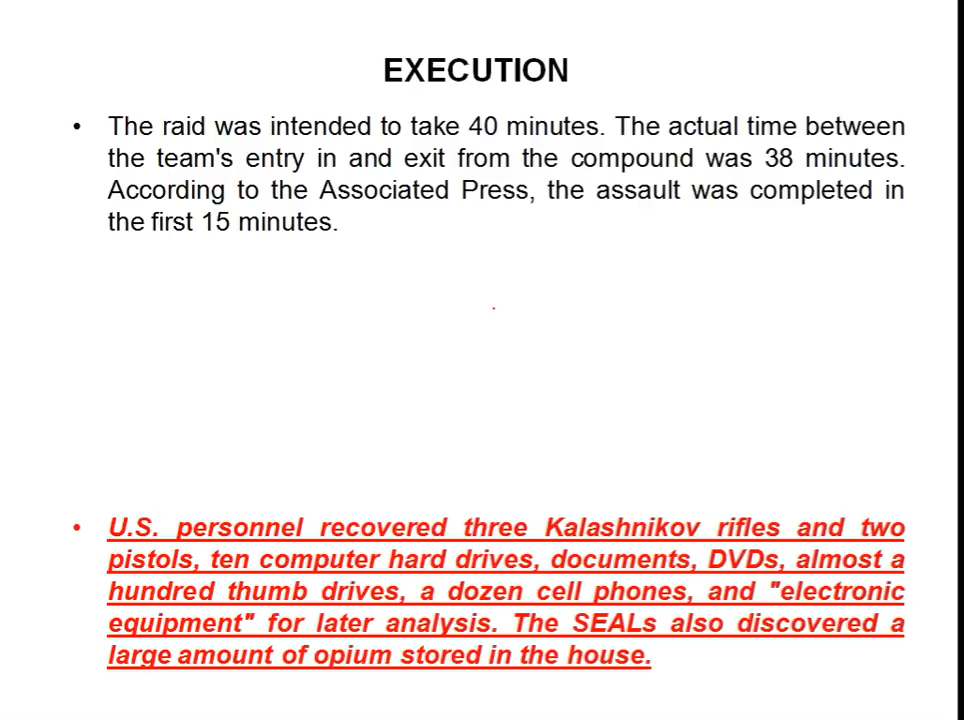 EXECUTION
• The raid was intended to take 40 minutes. The actual time between
the team's entry in and exit from the compound was 38 minutes.
According to the Associated Press, the assault was completed in
the first 15 minutes.
• U.S. personnel recovered three Kalashnikov rifles and two
pistols, ten computer hard drives, documents, DVDs, almost a
hundred thumb drives, a dozen cell phones, and "electronic
equipment" for later analysis. The SEALs also discovered a
large amount of opium stored in the house.